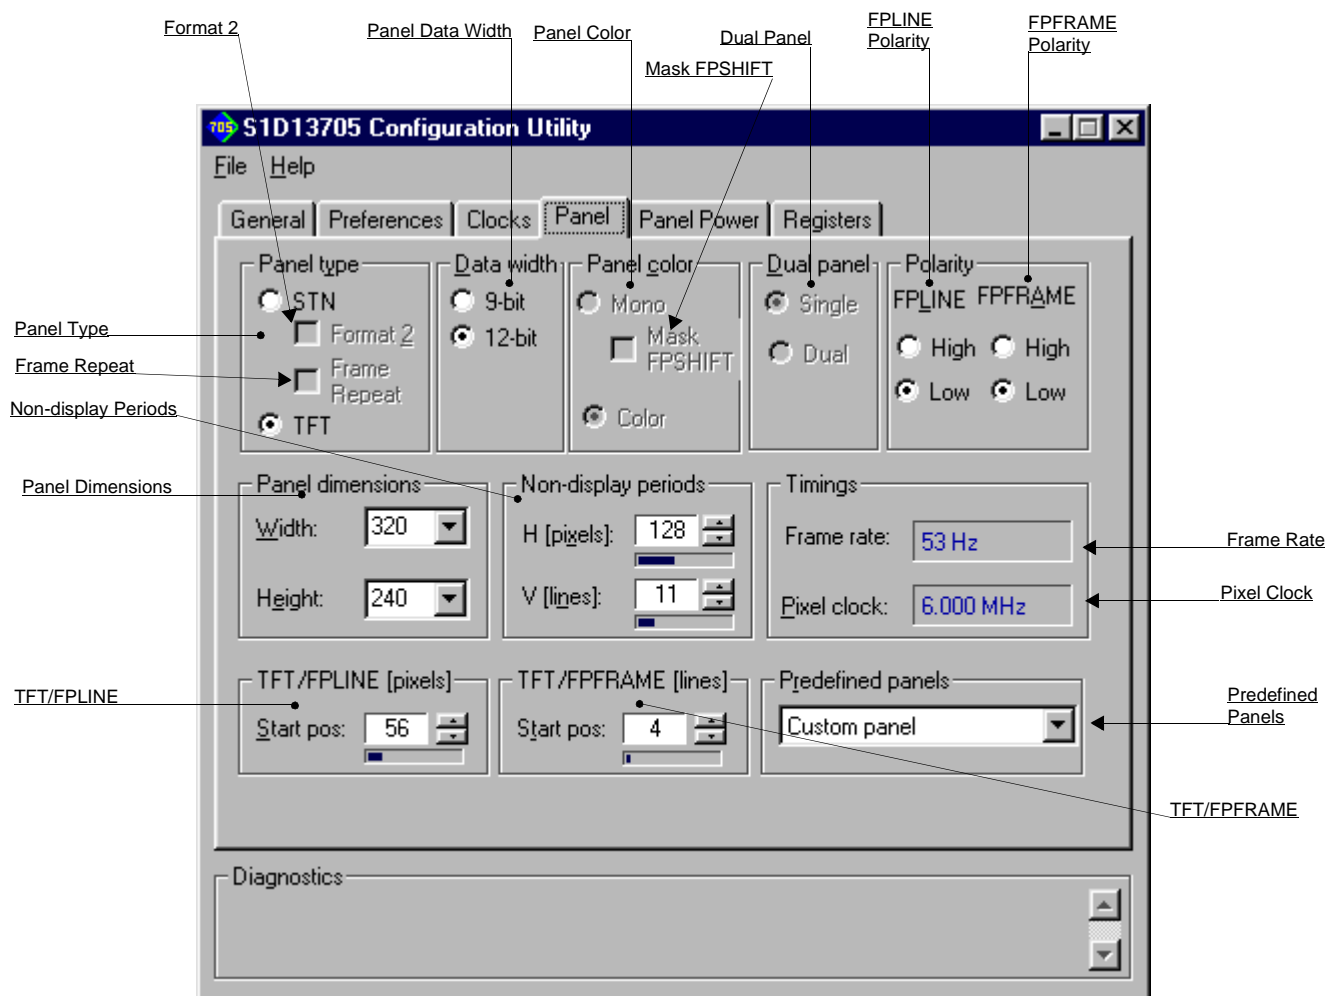 Format 2
Panel Data Width
Panel Color
Dual Panel
Mask FPSHIFT
FPLINE
Polarity
FPFRAME
Polarity
705 S1D13705 Configuration Utility
File Help
General Preferences Clocks Panel Panel Power Registers
Panel type
STN
Format 2
Frame
Repeat
TFT
Data width
9-bit
12-bit
Panel color
Mono
Mask
FPSHIFT
Color
Dual panel
Single
Dual
Polarity
FPLINE FPFRAME
High High
Low Low
Panel Type
Frame Repeat
Non-display Periods
Panel Dimensions
Panel dimensions
Width: 320
Height: 240
Non-display periods
H [pixels]: 128
V [lines]: 11
Timings
Frame rate: 53 Hz
Pixel clock: 6.000 MHz
Frame Rate
Pixel Clock
TFT/FPLINE
TFT/FPLINE [pixels]
Start pos: 56
TFT/FPFRAME [lines]
Start pos: 4
Predefined panels
Custom panel
Predefined
Panels
TFT/FPFRAME
Diagnostics